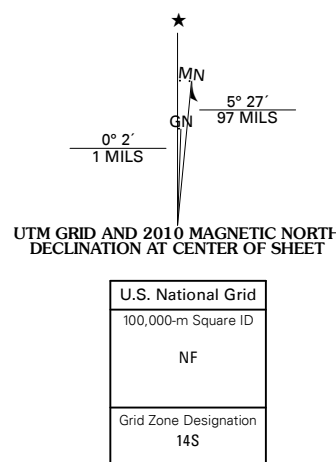 ★
MN
GN
5° 27´
97 MILS
0° 2´
1 MILS
UTM GRID AND 2010 MAGNETIC NORTH
DECLINATION AT CENTER OF SHEET
U.S. National Grid
100,000-m Square ID
NF
Grid Zone Designation
14S